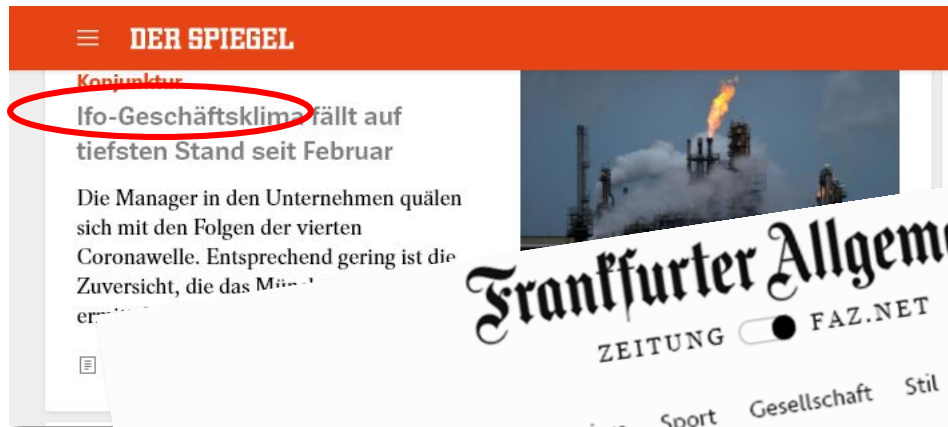 DER SPIEGEL
Konjunktur
Ifo-Geschäftsklima fällt auf
tiefsten Stand seit Februar
Die Manager in den Unternehmen quälen
sich mit den Folgen der vierten
Coronawelle. Entsprechend gering ist die
Zuversicht, die das
Frankfurter Allgeme
ZEITUNG FAZ.NET
Sport Gesellschaft Stil